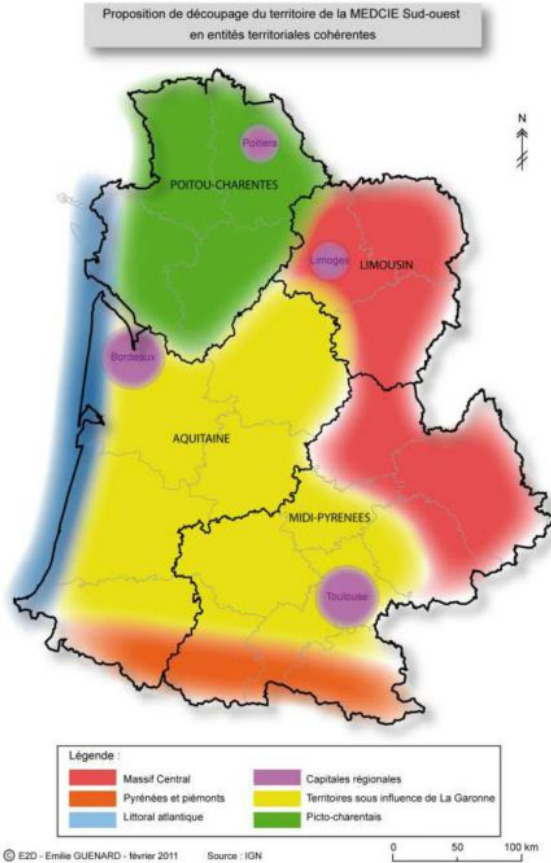 Proposition de découpage du territoire de la MEDCIE Sud-ouest
en entités territoriales cohérentes
N
Poitiers
POITOU-CHARENTES
Limoges
LIMOUSIN
Bordeaux
AQUITAINE
MIDI-PYRENEES
Toulouse
Légende :
Massif Central
Capitales régionales
Pyrénées et piémonts
Territoires sous influence de La Garonne
Littoral atlantique
Picto-charentais
© E2D - Emilie GUENARD - février 2011 Source : IGN
0 50 100 km